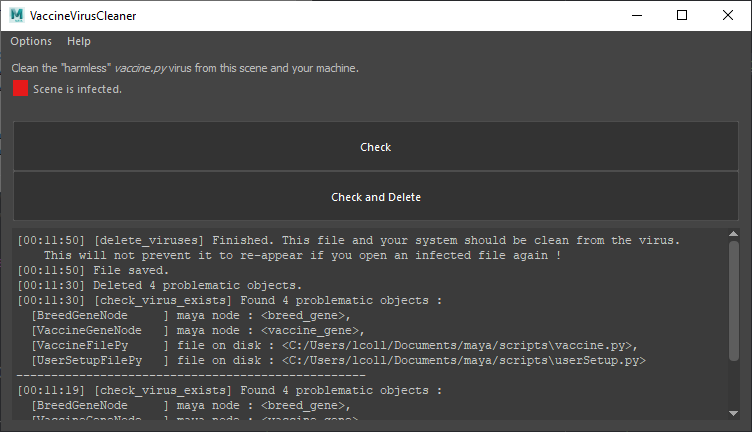 VaccineVirusCleaner
Options Help
Clean the "harmless" vaccine.py virus from this scene and your machine.
Scene is infected.
Check
Check and Delete
[00:11:50] [delete_viruses] Finished. This file and your system should be clean from the virus.
This will not prevent it to re-appear if you open an infected file again !
[00:11:50] File saved.
[00:11:30] Deleted 4 problematic objects.
[00:11:30] [check_virus_exists] Found 4 problematic objects :
[BreedGeneNode ] maya node : <breed_gene>,
[VaccineGeneNode ] maya node : <vaccine_gene>,
[VaccineFilePy ] file on disk : <C:/Users/lcoll/Documents/maya/scripts\vaccine.py>,
[UserSetupFilePy ] file on disk : <C:/Users/lcoll/Documents/maya/scripts\userSetup.py>
--------------------------------------------------
[00:11:19] [check_virus_exists] Found 4 problematic objects :
[BreedGeneNode ] maya node : <breed_gene>,
[VaccineGeneNode ] maya node : <vaccine_gene>,